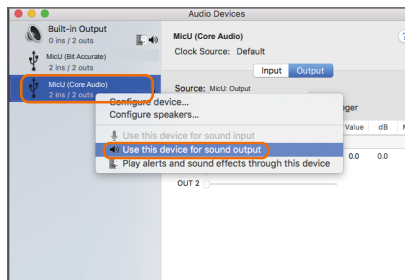 Audio Devices
Built-in Output
0 ins / 2 outs
MicU (Bit Accurate)
2 ins / 2 outs
MicU (Core Audio)
2 ins / 2 outs
MicU (Core Audio)
?
Clock Source: Default
Input Output
Source: MicU: Output
Configure device...
Configure speakers...
Use this device for sound input
Use this device for sound output
Play alerts and sound effects through this device
Value dB
0.0 0.0
OUT 2